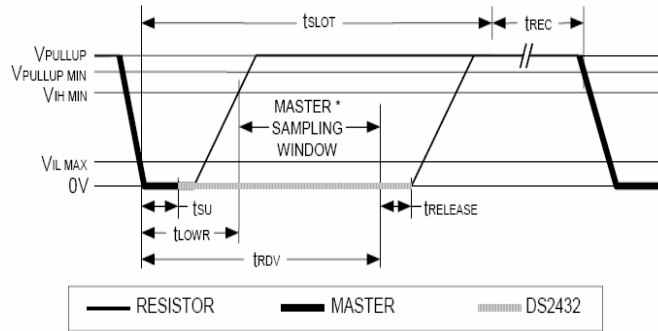 tSLOT
tREC
VPULLUP
VPULLUP MIN
VIH MIN
MASTER *
SAMPLING
WINDOW
VIL MAX
0V
tSU
tRELEASE
tLOWR
tRDV
RESISTOR MASTER DS2432